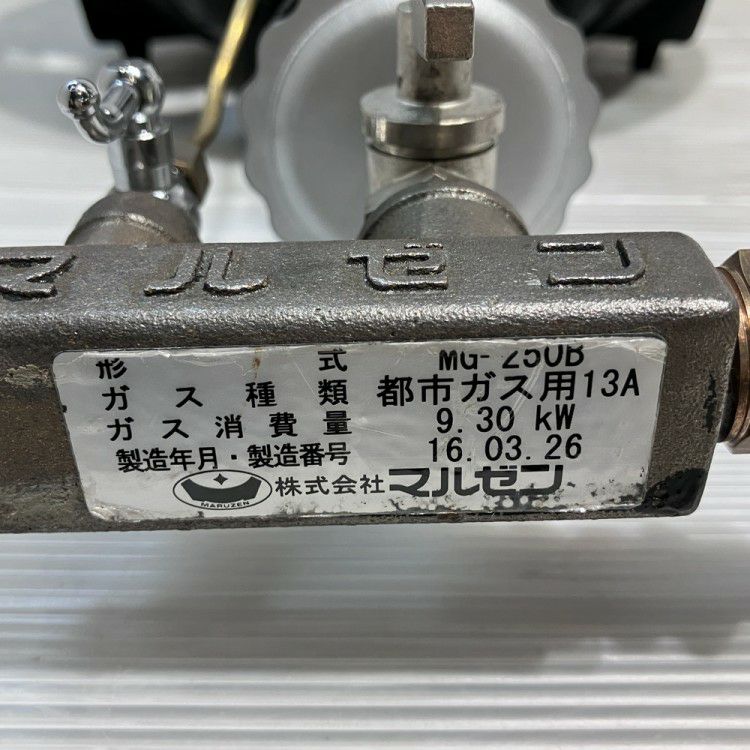 マルゼン
形式 MG-250B
ガス種類 都市ガス用13A
ガス消費量 9.30 kW
製造年月・製造番号 16.03.26
MARUZEN 株式会社マルゼン